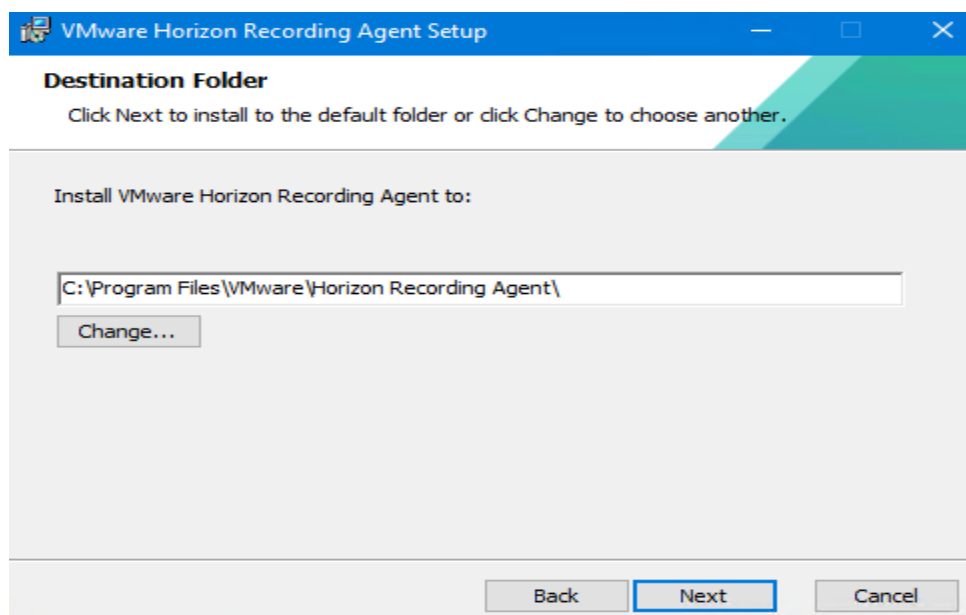 VMware Horizon Recording Agent Setup
Destination Folder
Click Next to install to the default folder or click Change to choose another.
Install VMware Horizon Recording Agent to:
C:\Program Files\VMware\Horizon Recording Agent\
Change...
Back Next Cancel